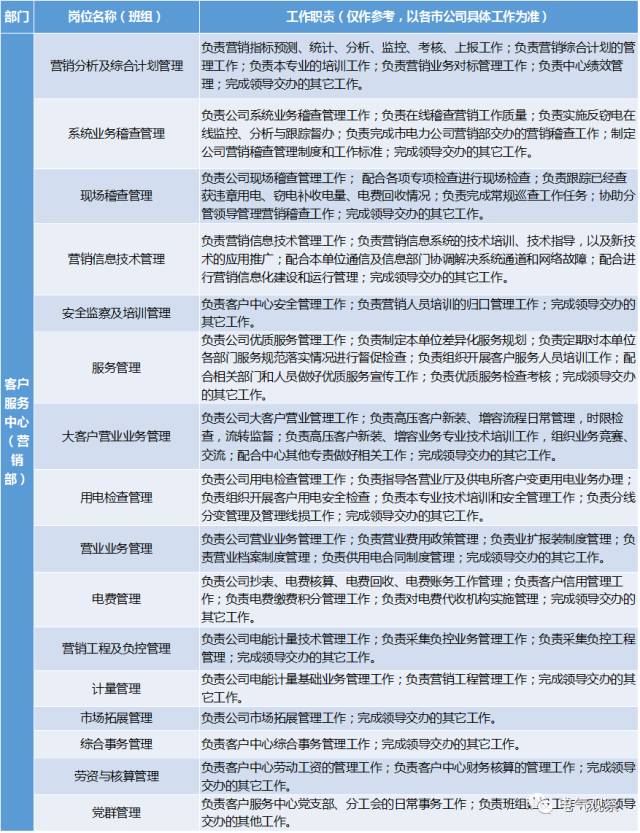 部门
岗位名称（班组）
工作职责（仅作参考，以各市公司具体工作为准）
客户
服务
中心
（营
销
部）
营销分析及综合计划管理
负责营销指标预测、统计、分析、监控、考核、上报工作；负责营销综合计划的管
理工作；负责本专业的培训工作；负责营销业务对标管理工作；负责中心绩效管
理；完成领导交办的其它工作。
系统业务稽查管理
负责公司系统业务稽查管理工作；负责在线稽查营销工作质量；负责实施反窃电在
线监控、分析与跟踪督办；负责完成市电力公司营销部交办的营销稽查工作；制定
公司营销稽查管理制度和工作标准；完成领导交办的其它工作。
现场稽查管理
负责公司现场稽查管理工作； 配合各项专项检查进行现场检查；负责跟踪已经查
获违章用电、窃电补收电量、电费回收情况；负责完成常规巡查工作任务；协助分
管领导管理营销稽查工作；完成领导交办的其它工作。
营销信息技术管理
负责营销信息技术管理工作；负责营销信息系统的技术培训、技术指导，以及新技
术的应用推广；配合本单位通信及信息部门协调解决系统通道和网络故障；配合进
行营销信息化建设和运行管理；完成领导交办的其它工作。
安全监察及培训管理
负责客户中心安全管理工作；负责营销人员培训的归口管理工作；完成领导交办的
其它工作。
服务管理
负责公司优质服务管理工作；负责制定本单位差异化服务规划；负责定期对本单位
各部门服务规范落实情况进行督促检查；负责组织开展客户服务人员培训工作；配
合相关部门和人员做好优质服务宣传工作；负责优质服务检查考核；完成领导交办
的其它工作。
大客户营业业务管理
负责公司大客户营业管理工作；负责高压客户新装、增容流程日常管理，时限检
查，流转监督；负责高压客户新装、增容业务专业技术培训工作，组织业务竞赛、
交流；配合中心其他专责做好相关工作；完成领导交办的其它工作。
用电检查管理
负责公司用电检查管理工作；负责指导各营业厅及供电所客户变更用电业务办理；
负责组织开展客户用电安全检查；负责本专业技术培训和安全管理工作；负责分线
分变管理及管理线损工作；完成领导交办的其它工作。
营业业务管理
负责公司营业业务管理工作；负责营业费用政策管理；负责业扩报装制度管理；负
责营业档案制度管理；负责供用电合同制度管理；完成领导交办的其它工作。
电费管理
负责公司抄表、电费核算、电费回收、电费账务工作管理；负责客户信用管理工
作；负责电费缴费积分管理工作；负责对电费代收机构实施管理；完成领导交办的
其它工作。
营销工程及负控管理
负责公司电能计量技术管理工作；负责采集负控业务管理工作；负责采集负控工程
管理；完成领导交办的其它工作。
计量管理
负责公司电能计量基础业务管理工作；负责营销工程管理工作；完成领导交办的其
它工作。
市场拓展管理
负责公司市场拓展管理工作；完成领导交办的其它工作。
综合事务管理
负责客户中心综合事务管理工作；完成领导交办的其它工作。
劳资与核算管理
负责客户中心劳动工资的管理工作；负责客户中心财务核算的管理工作；完成领导
交办的其它工作。
党群管理
负责客户服务中心党支部、分工会的日常事务工作；负责班组
交办的其他工作。
电气观察